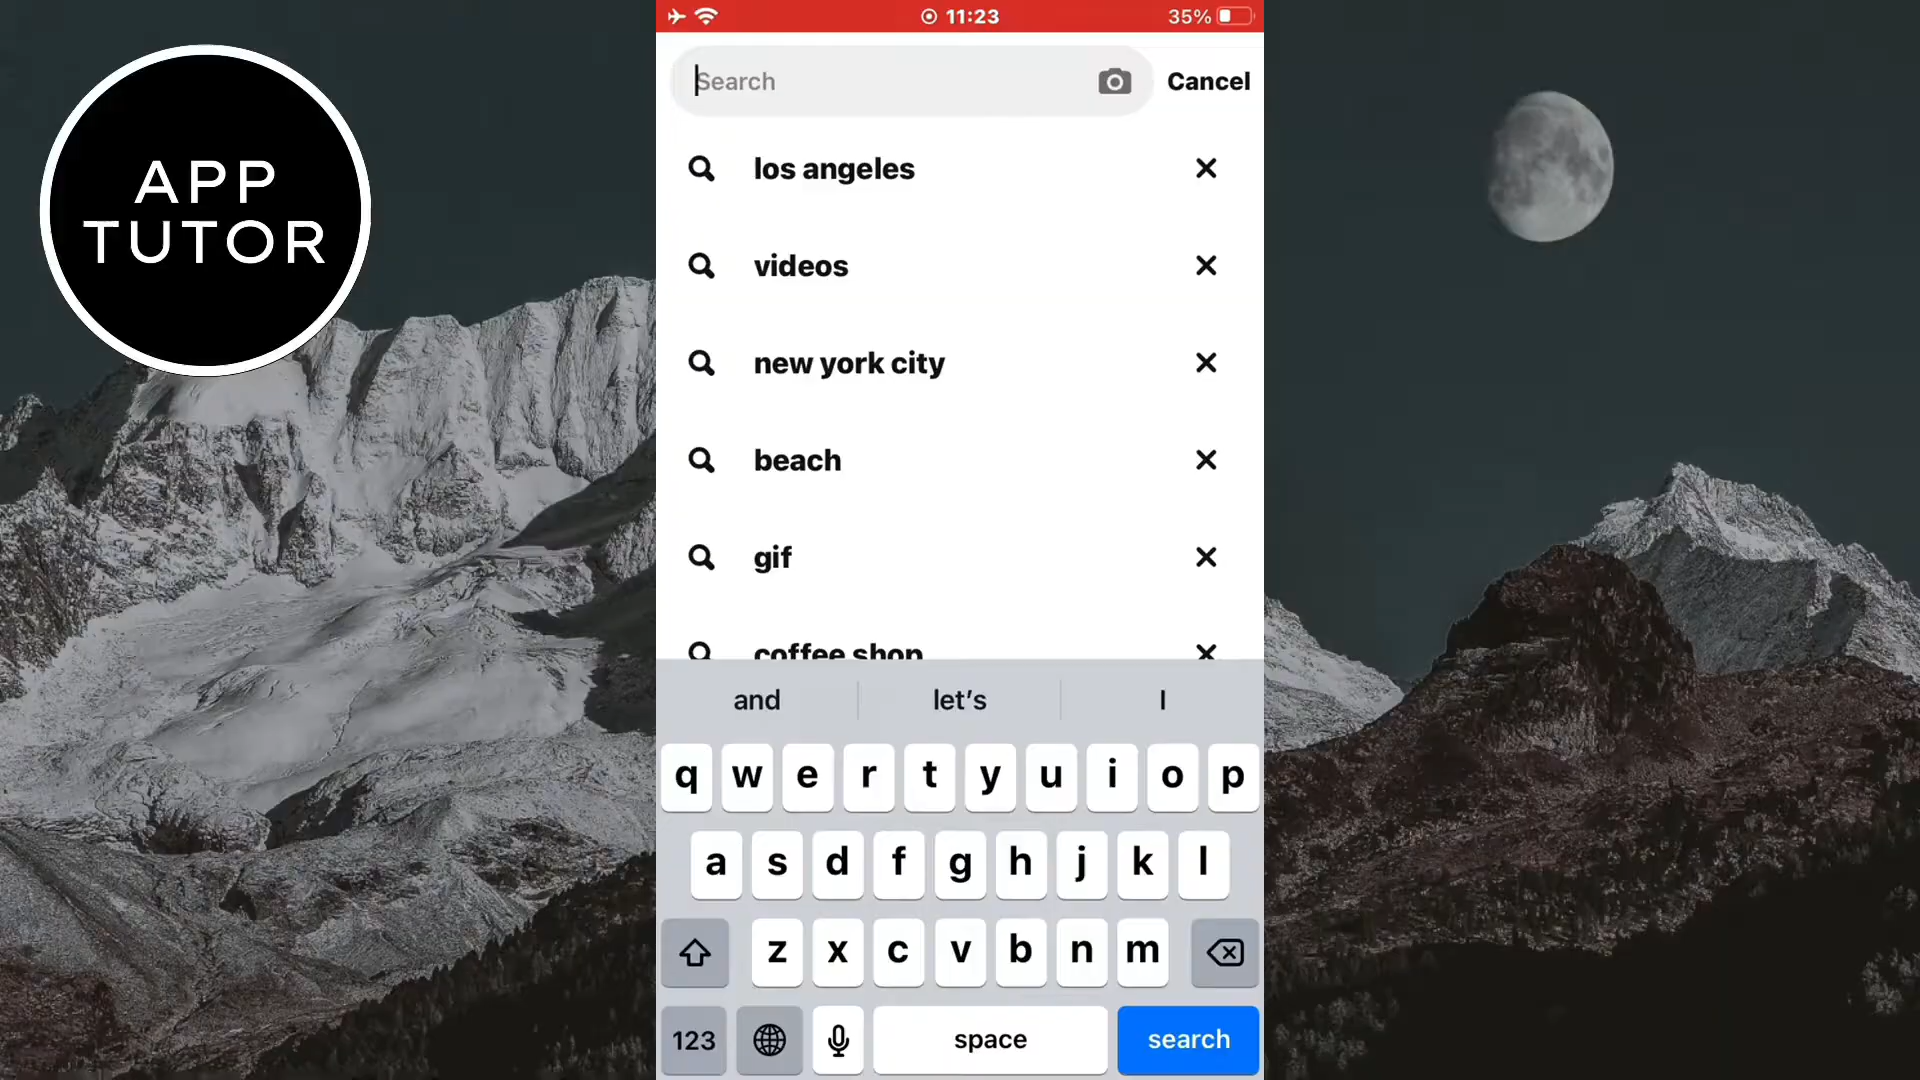 APP
TUTOR
11:23
35%
Search
Cancel
los angeles
videos
new york city
beach
gif
coffee shop
and let's I
q w e r t y u i o p
a s d f g h j k l
z x c v b n m
123 space search